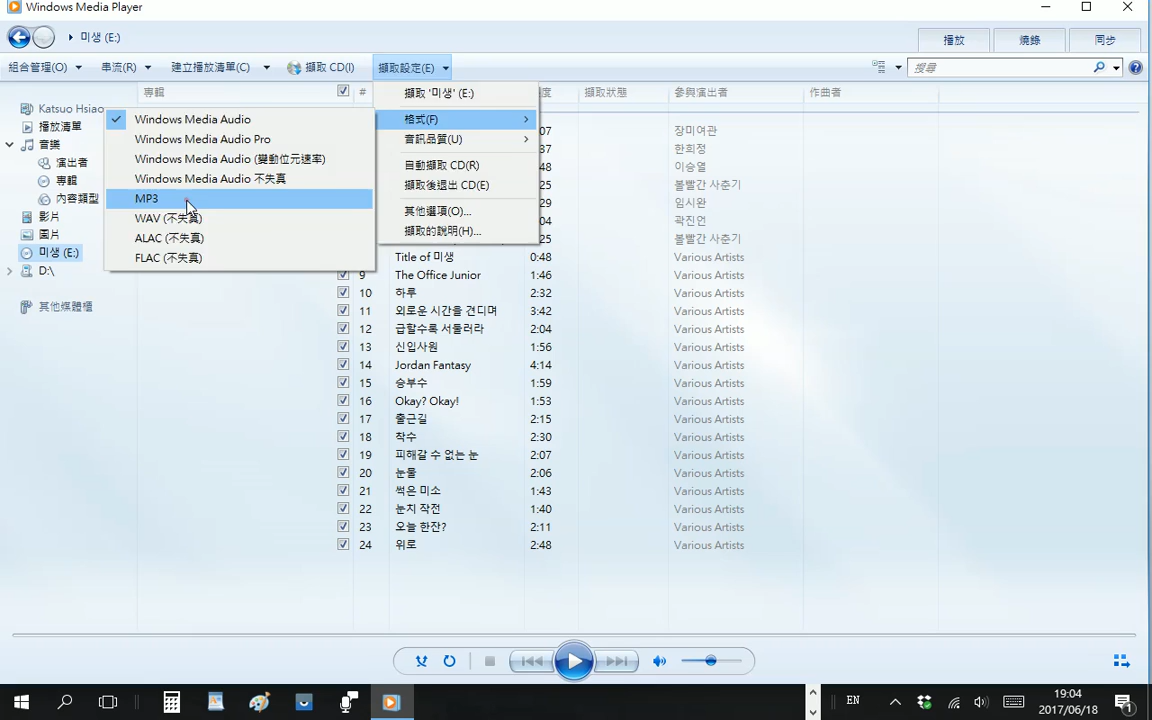 Windows Media Player
미생 (E:)
播放
燒錄
同步
組合管理(O)
串流(R)
建立播放清單(C)
擷取 CD(I)
擷取設定(E)
搜尋
專輯
#
度
擷取狀態
參與演出者
作曲者
擷取 '미생' (E:)
格式(F)
音訊品質(U)
自動擷取 CD(R)
擷取後退出 CD(E)
其他選項(O)...
擷取的說明(H)...
Windows Media Audio
Windows Media Audio Pro
Windows Media Audio (變動位元速率)
Windows Media Audio 不失真
MP3
WAV (不失真)
ALAC (不失真)
FLAC (不失真)
Katsuo Hsiao
播放清單
音樂
演出者
專輯
內容類型
影片
圖片
미생 (E:)
D:\
其他媒體櫃
07 장미여관
37 한희정
48 이승열
25 볼빨간 사춘기
29 임시완
04 곽진언
25 볼빨간 사춘기
Title of 미생 0:48 Various Artists
9 The Office Junior 1:46 Various Artists
10 하루 2:32 Various Artists
11 외로운 시간을 견디며 3:42 Various Artists
12 급할수록 서둘러라 2:04 Various Artists
13 신입사원 1:56 Various Artists
14 Jordan Fantasy 4:14 Various Artists
15 승부수 1:59 Various Artists
16 Okay? Okay! 1:53 Various Artists
17 출근길 2:15 Various Artists
18 착수 2:30 Various Artists
19 피해갈 수 없는 눈 2:07 Various Artists
20 눈물 2:06 Various Artists
21 썩은 미소 1:43 Various Artists
22 눈치 작전 1:40 Various Artists
23 오늘 한잔? 2:11 Various Artists
24 위로 2:48 Various Artists
EN
19:04
2017/06/18
1